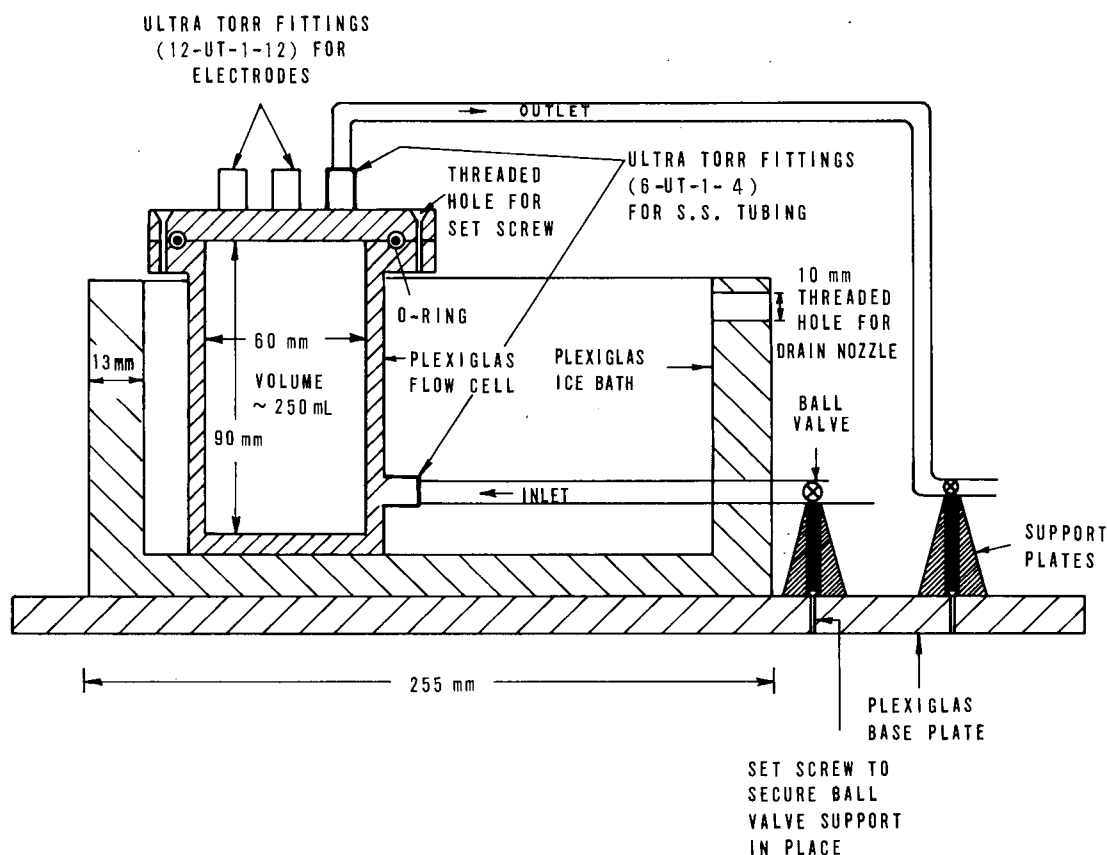 ULTRA TORR FITTINGS
(12-UT-1-12) FOR
ELECTRODES
OUTLET
THREADED
HOLE FOR
SET SCREW
ULTRA TORR FITTINGS
(6-UT-1-4)
FOR S.S. TUBING
O-RING
10 mm
THREADED
HOLE FOR
DRAIN NOZZLE
13mm
60 mm
PLEXIGLAS
FLOW CELL
PLEXIGLAS
ICE BATH
VOLUME
~ 250 mL
90 mm
BALL
VALVE
INLET
SUPPORT
PLATES
255 mm
PLEXIGLAS
BASE PLATE
SET SCREW TO
SECURE BALL
VALVE SUPPORT
IN PLACE